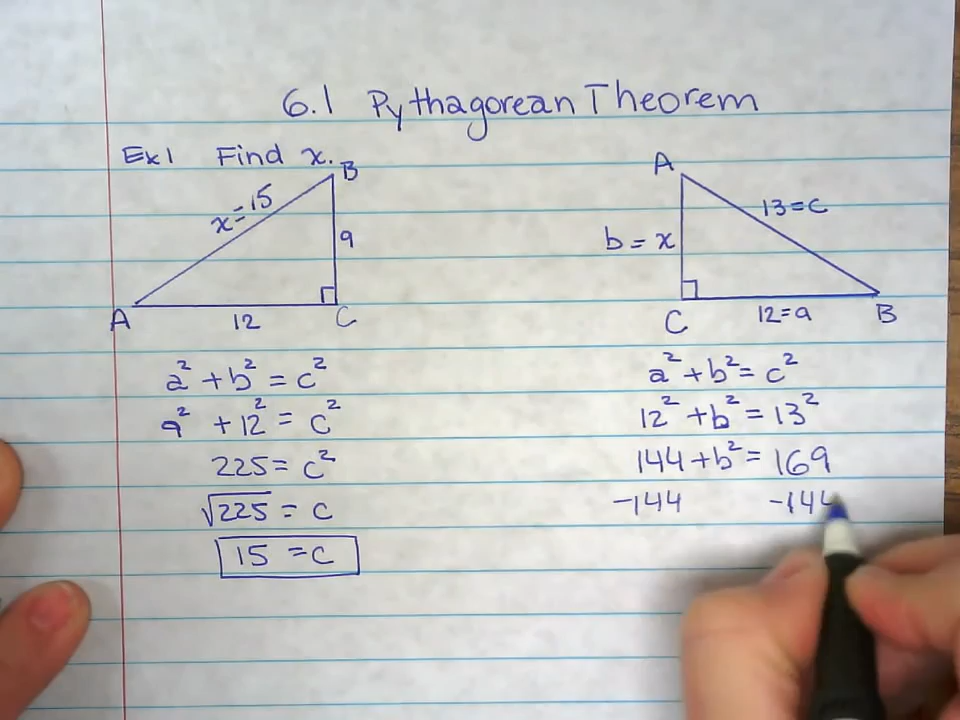 6.1 Pythagorean Theorem
Ex1 Find x.
B
x=15
9
A
12
C
a² + b² = c²
9² + 12² = c²
225 = c²
√225 = c
15 = c
A
13=c
b = x
C
12=a
B
a² + b² = c²
12² + b² = 13²
144 + b² = 169
-144 -144